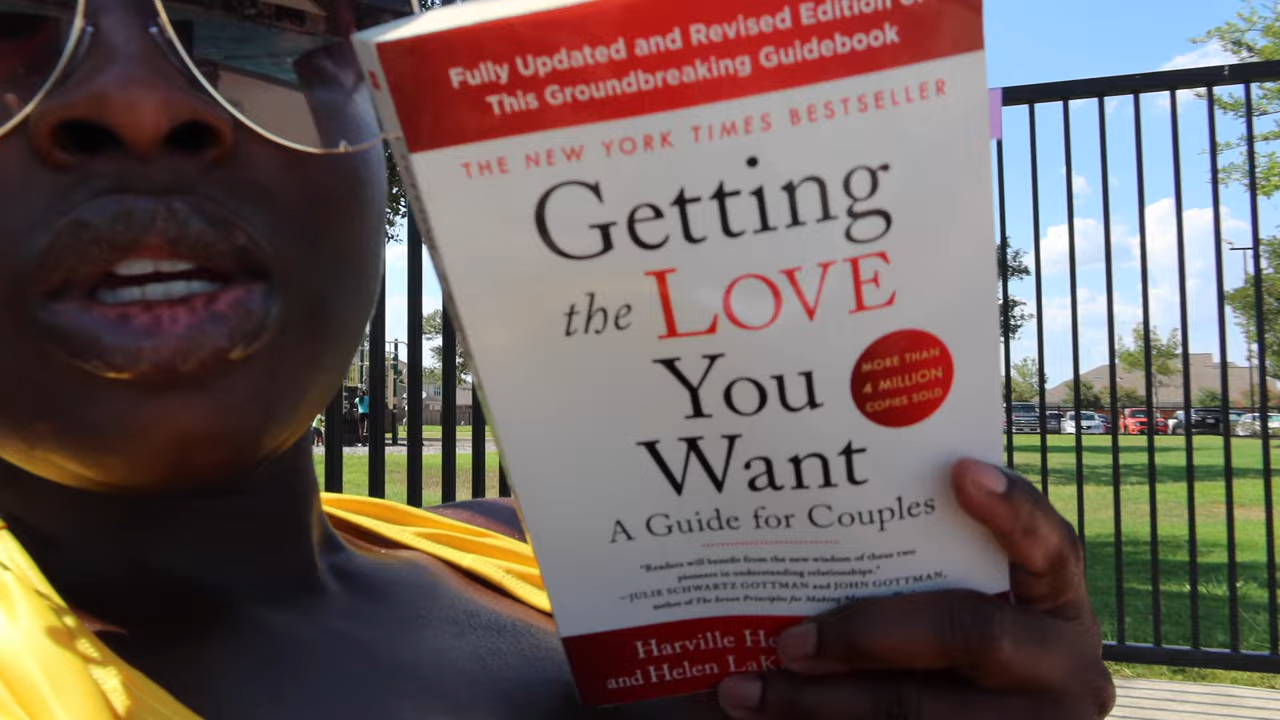 Fully Updated and Revised Edition
This Groundbreaking Guidebook
THE NEW YORK TIMES BESTSELLER
Getting
the LOVE
You
Want
MORE THAN
4 MILLION
COPIES SOLD
A Guide for Couples
"Readers will benefit from the new wisdom of these two
pioneers in understanding relationships."
—JULIE SCHWARTZ GOTTMAN and JOHN GOTTMAN,
author of The Seven Principles for Making
Harville
and Helen